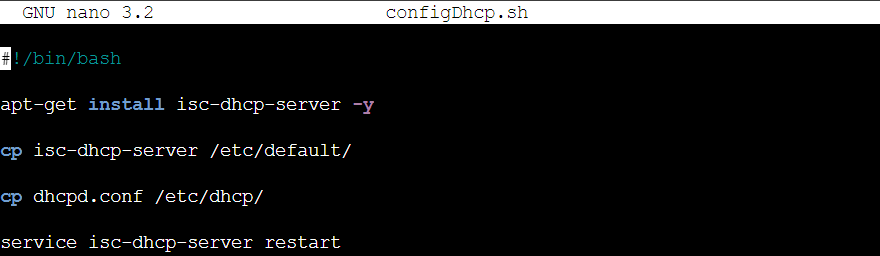 GNU nano 3.2 configDhcp.sh
#!/bin/bash
apt-get install isc-dhcp-server -y
cp isc-dhcp-server /etc/default/
cp dhcpd.conf /etc/dhcp/
service isc-dhcp-server restart